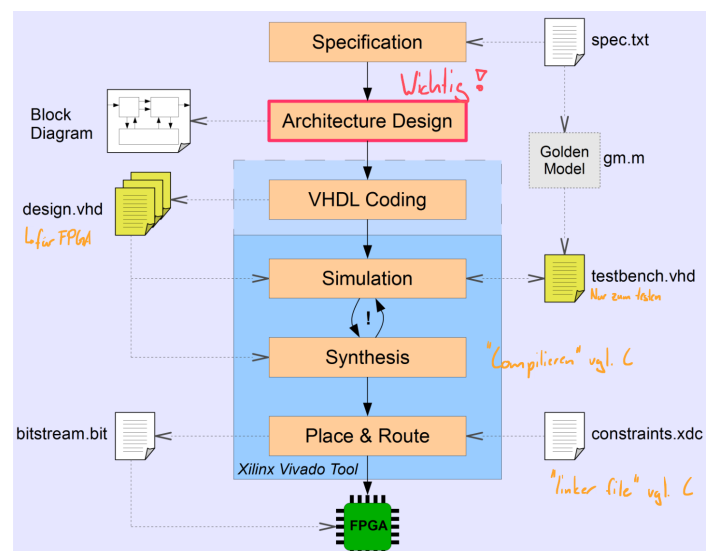 Specification
spec.txt
Wichtig!
Block
Diagram
Architecture Design
Golden
Model
gm.m
VHDL Coding
design.vhd
↳ für FPGA
Simulation
testbench.vhd
Nur zum testen
!
Synthesis
"Compilieren" vgl. C
bitstream.bit
Place & Route
constraints.xdc
Xilinx Vivado Tool
"linker file" vgl. C
FPGA